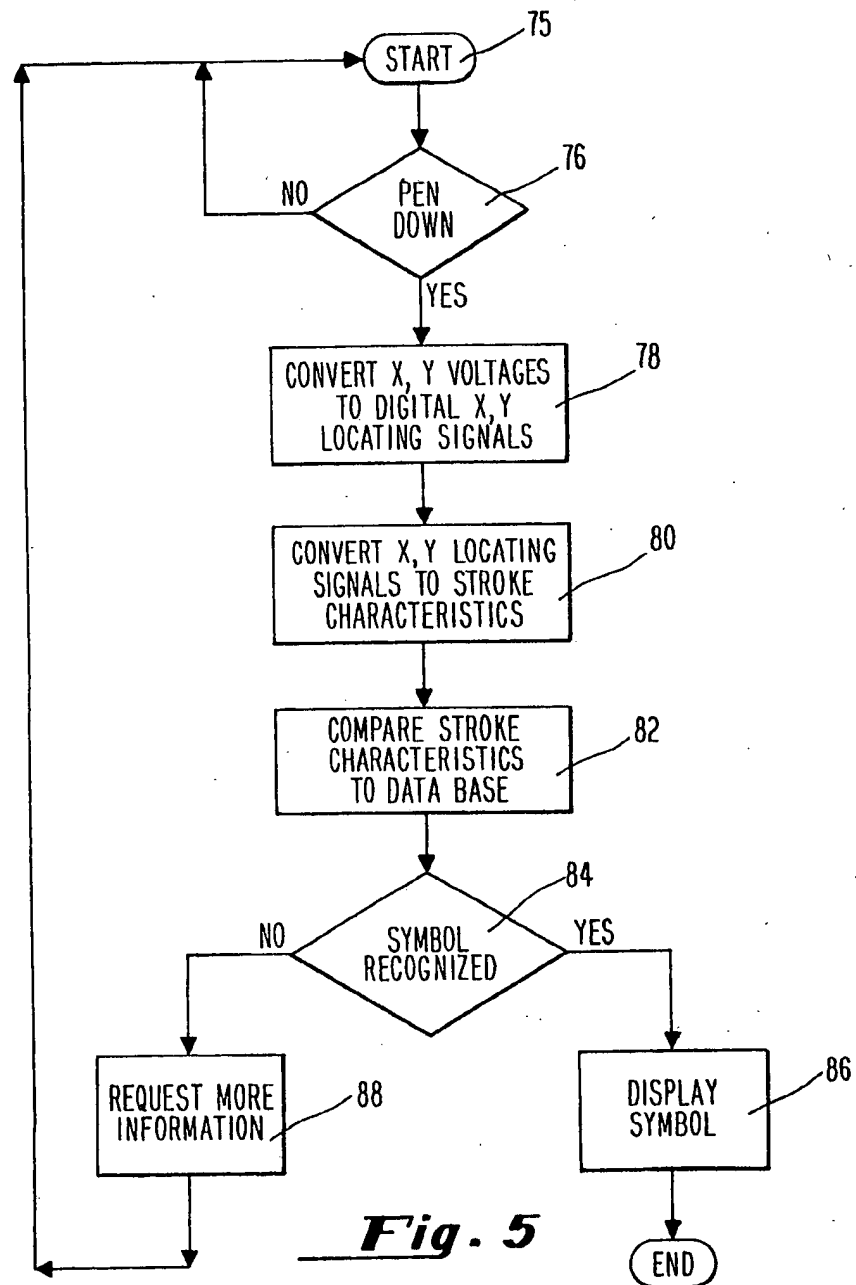 75
START
76
PEN
DOWN
NO
YES
CONVERT X, Y VOLTAGES
TO DIGITAL X,Y
LOCATING SIGNALS
78
CONVERT X,Y LOCATING
SIGNALS TO STROKE
CHARACTERISTICS
80
COMPARE STROKE
CHARACTERISTICS
TO DATA BASE
82
84
NO
YES
SYMBOL
RECOGNIZED
REQUEST MORE
INFORMATION
88
DISPLAY
SYMBOL
86
Fig. 5
END